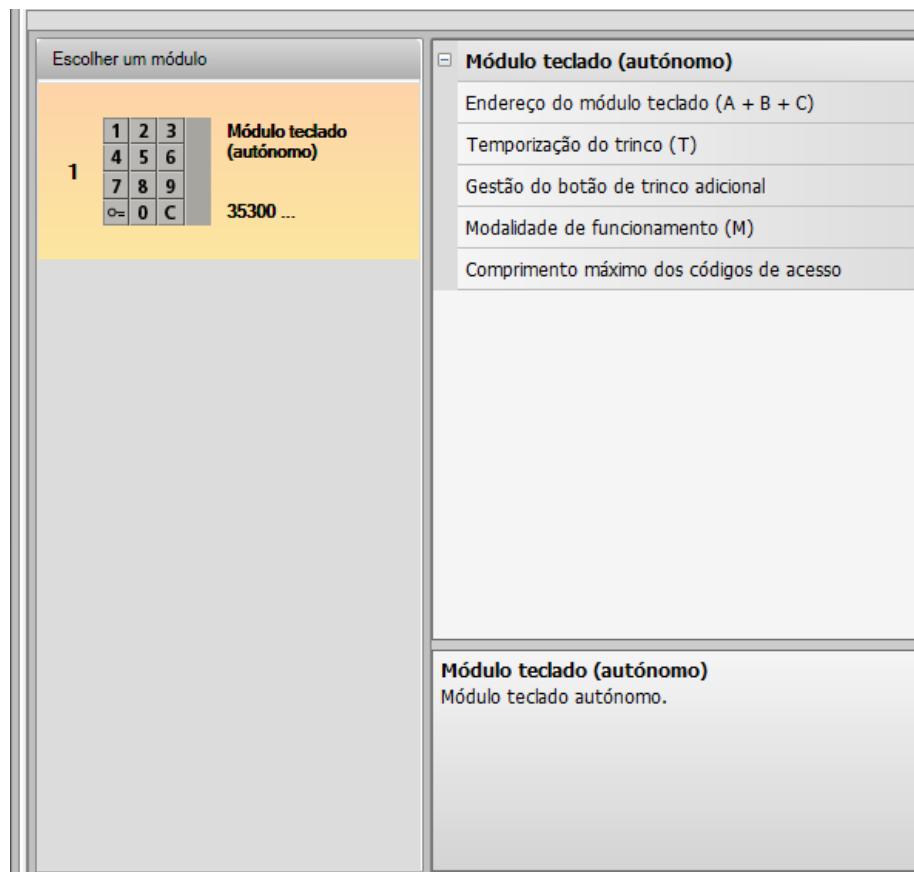 Escolher um módulo
1
1 2 3
4 5 6
7 8 9
0 C
Módulo teclado
(autónomo)
35300 ...
Módulo teclado (autónomo)
Endereço do módulo teclado (A + B + C)
Temporização do trinco (T)
Gestão do botão de trinco adicional
Modalidade de funcionamento (M)
Comprimento máximo dos códigos de acesso
Módulo teclado (autónomo)
Módulo teclado autónomo.